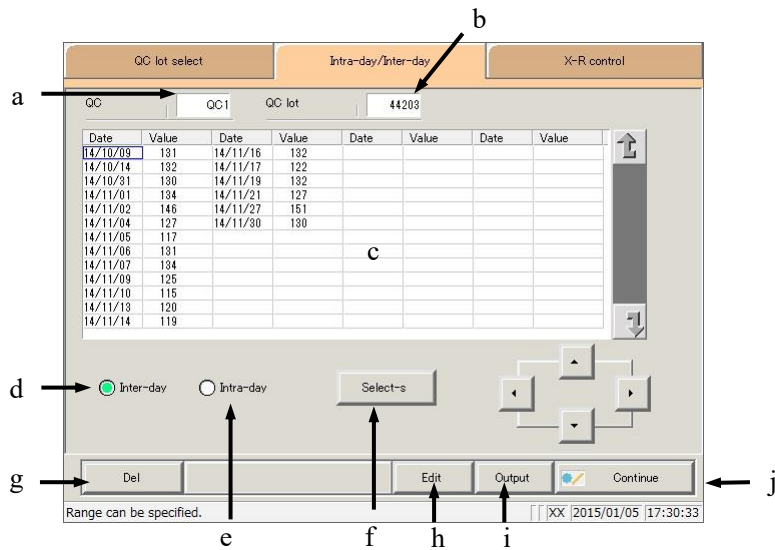 b
QC lot select Intra-day/Inter-day X-R control
a
QC QC1 QC lot 44203
Date Value Date Value Date Value Date Value
14/10/09 131 14/11/16 132
14/10/14 132 14/11/17 122
14/10/31 130 14/11/19 132
14/11/01 134 14/11/21 127
14/11/02 146 14/11/27 151
14/11/04 127 14/11/30 130
14/11/05 117
14/11/06 131 c
14/11/07 134
14/11/09 125
14/11/10 115
14/11/13 120
14/11/14 119
d Inter-day Intra-day Select-s
g Del Edit Output Continue j
Range can be specified. XX 2015/01/05 17:30:33
e f h i